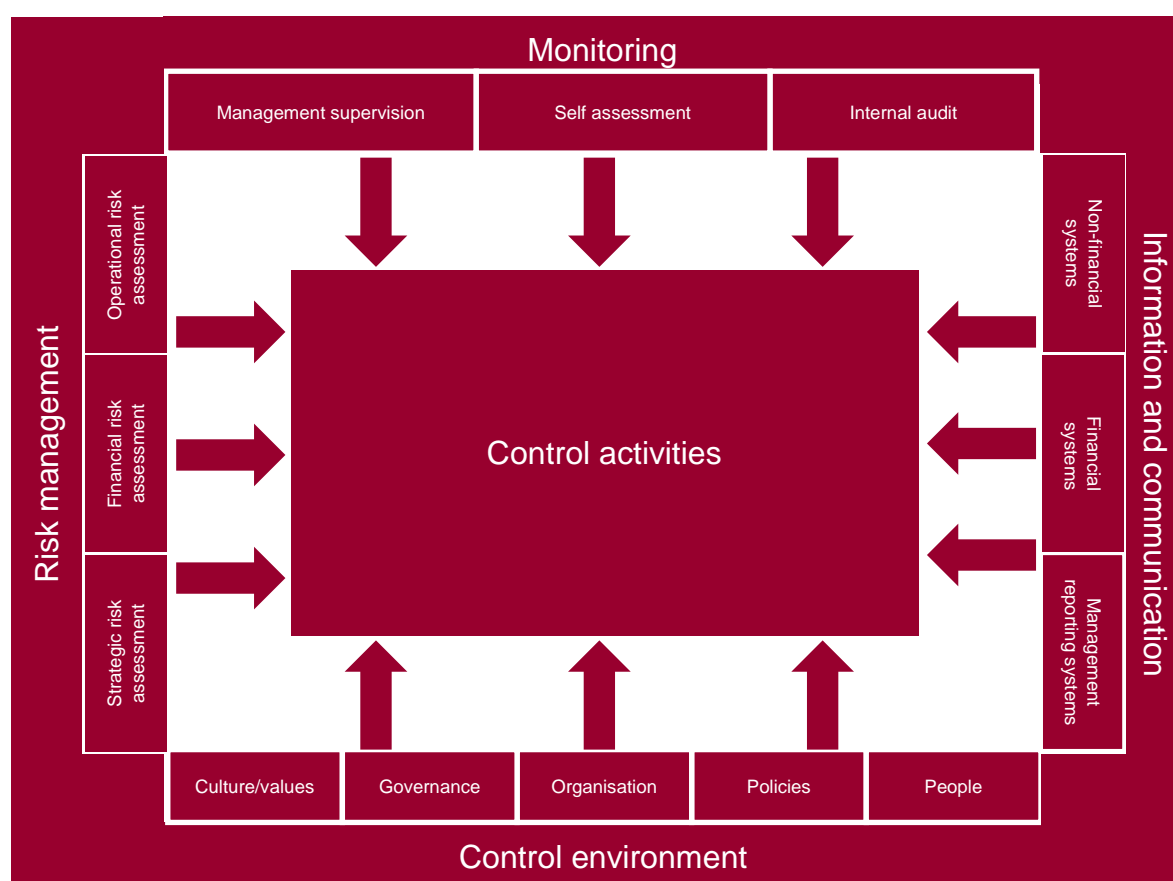 Monitoring
Management supervision
Self assessment
Internal audit
Risk management
Operational risk
assessment
Financial risk
assessment
Strategic risk
assessment
Control activities
Non-financial
systems
Financial
systems
Management
reporting systems
Information and communication
Culture/values
Governance
Organisation
Policies
People
Control environment